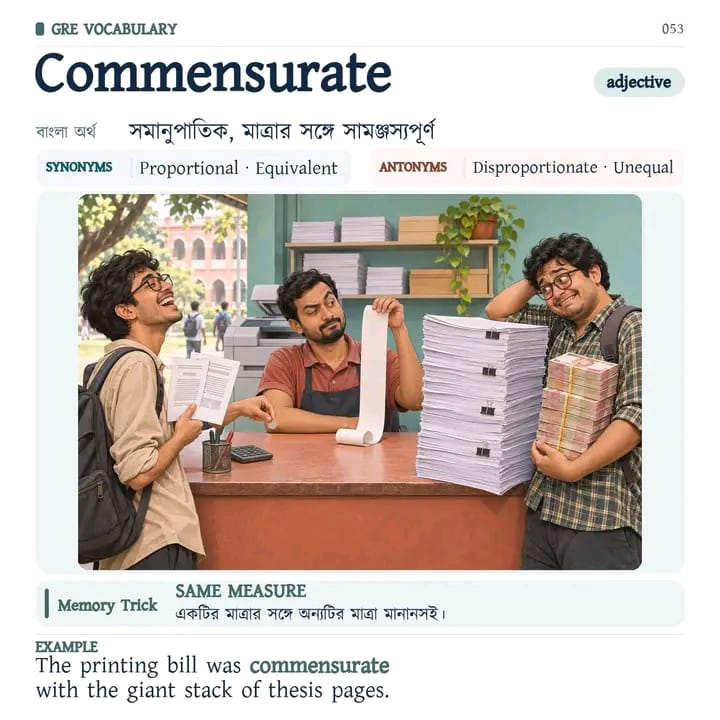 GRE VOCABULARY
053
Commensurate
adjective
বাংলা অর্থ সমানুপাতিক, মাত্রার সঙ্গে সামঞ্জস্যপূর্ণ
SYNONYMS Proportional · Equivalent
ANTONYMS Disproportionate · Unequal
Memory Trick
SAME MEASURE
একটির মাত্রার সঙ্গে অন্যটির মাত্রা মানানসই।
EXAMPLE
The printing bill was commensurate
with the giant stack of thesis pages.